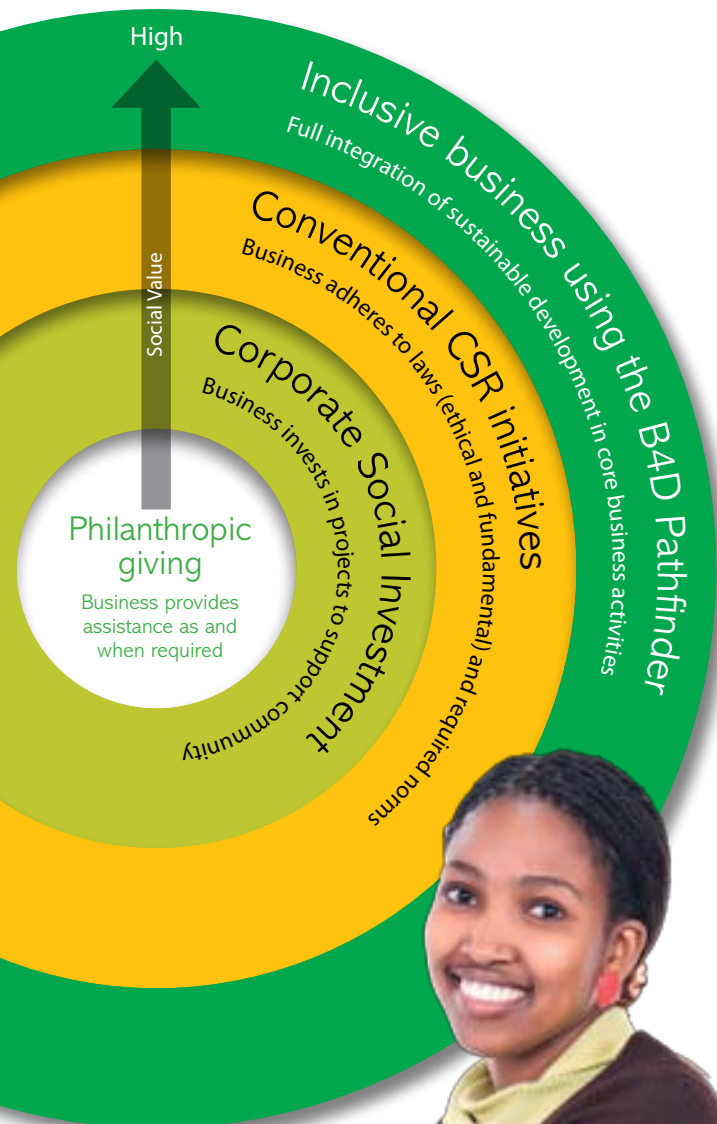 High
Inclusive business using the B4D Pathfinder
Full integration of sustainable development in core business activities
Conventional CSR initiatives
Business adheres to laws (ethical and fundamental) and required norms
Social Value
Corporate Social Investment
Business invests in projects to support community
Philanthropic
giving
Business provides
assistance as and
when required